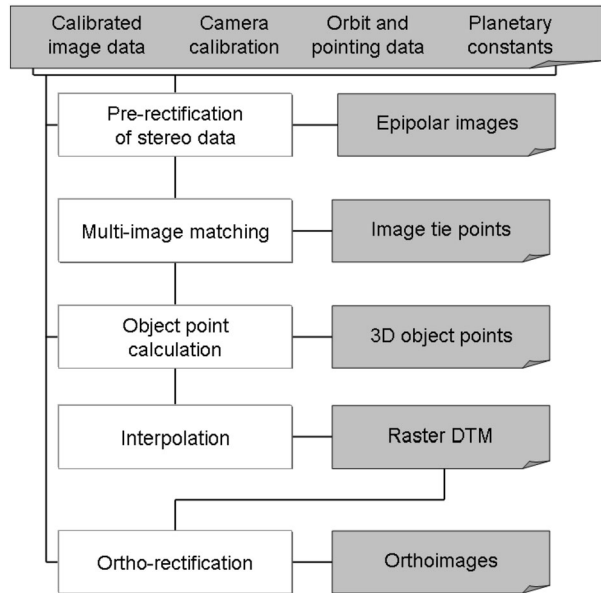 Calibrated image data
Camera calibration
Orbit and pointing data
Planetary constants
Pre-rectification
of stereo data
Epipolar images
Multi-image matching
Image tie points
Object point
calculation
3D object points
Interpolation
Raster DTM
Ortho-rectification
Orthoimages